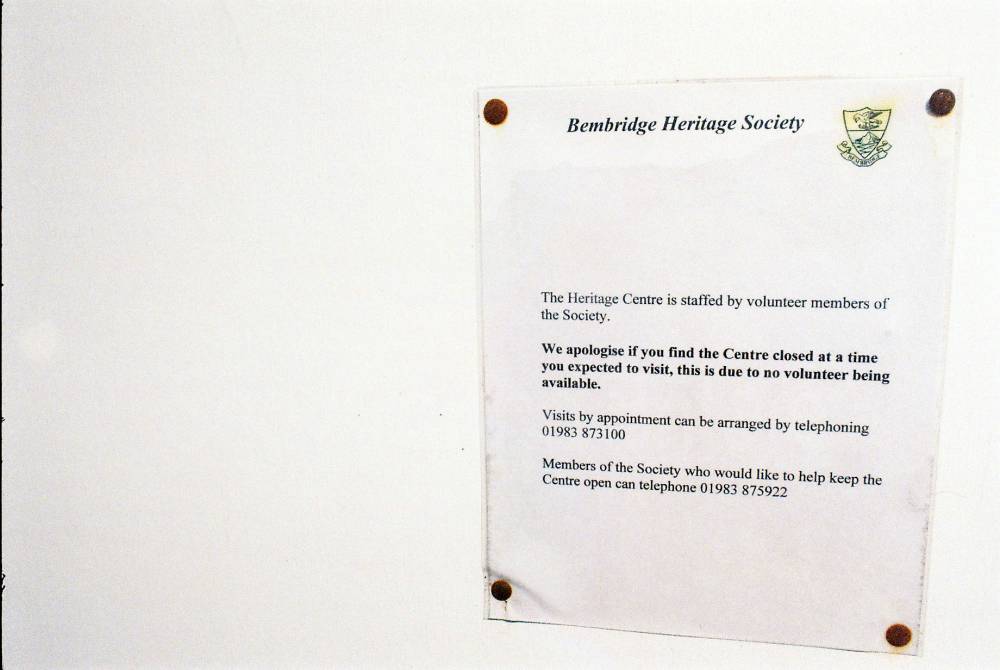 Bembridge Heritage Society
BEMBRIDGE
The Heritage Centre is staffed by volunteer members of
the Society.
We apologise if you find the Centre closed at a time
you expected to visit, this is due to no volunteer being
available.
Visits by appointment can be arranged by telephoning
01983 873100
Members of the Society who would like to help keep the
Centre open can telephone 01983 875922